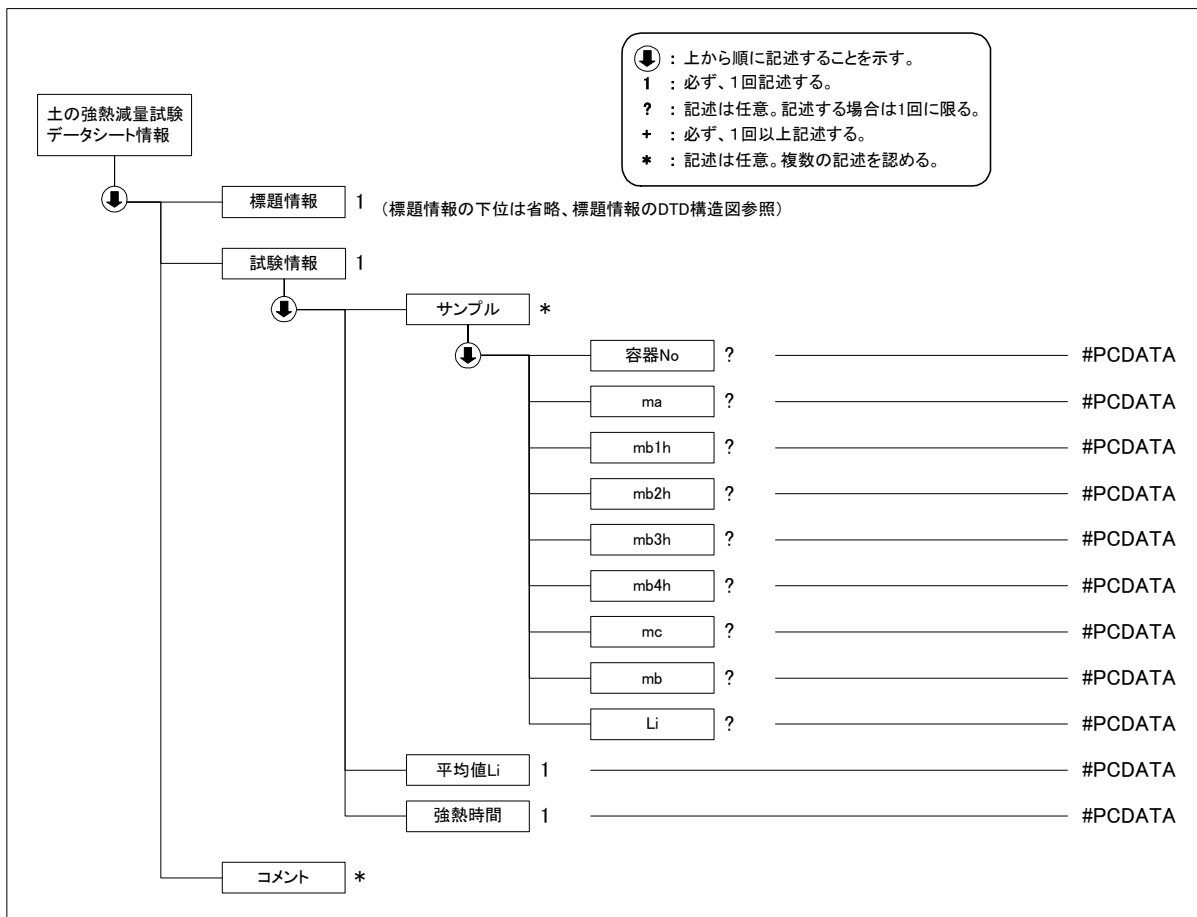 : 上から順に記述することを示す。
1 : 必ず、1回記述する。
? : 記述は任意。記述する場合は1回に限る。
+ : 必ず、1回以上記述する。
* : 記述は任意。複数の記述を認める。
土の強熱減量試験
データシート情報
標題情報 1 (標題情報の下位は省略、標題情報のDTD構造図参照)
試験情報 1
サンプル *
容器No ? #PCDATA
ma ? #PCDATA
mb1h ? #PCDATA
mb2h ? #PCDATA
mb3h ? #PCDATA
mb4h ? #PCDATA
mc ? #PCDATA
mb ? #PCDATA
Li ? #PCDATA
平均値Li 1 #PCDATA
強熱時間 1 #PCDATA
コメント *